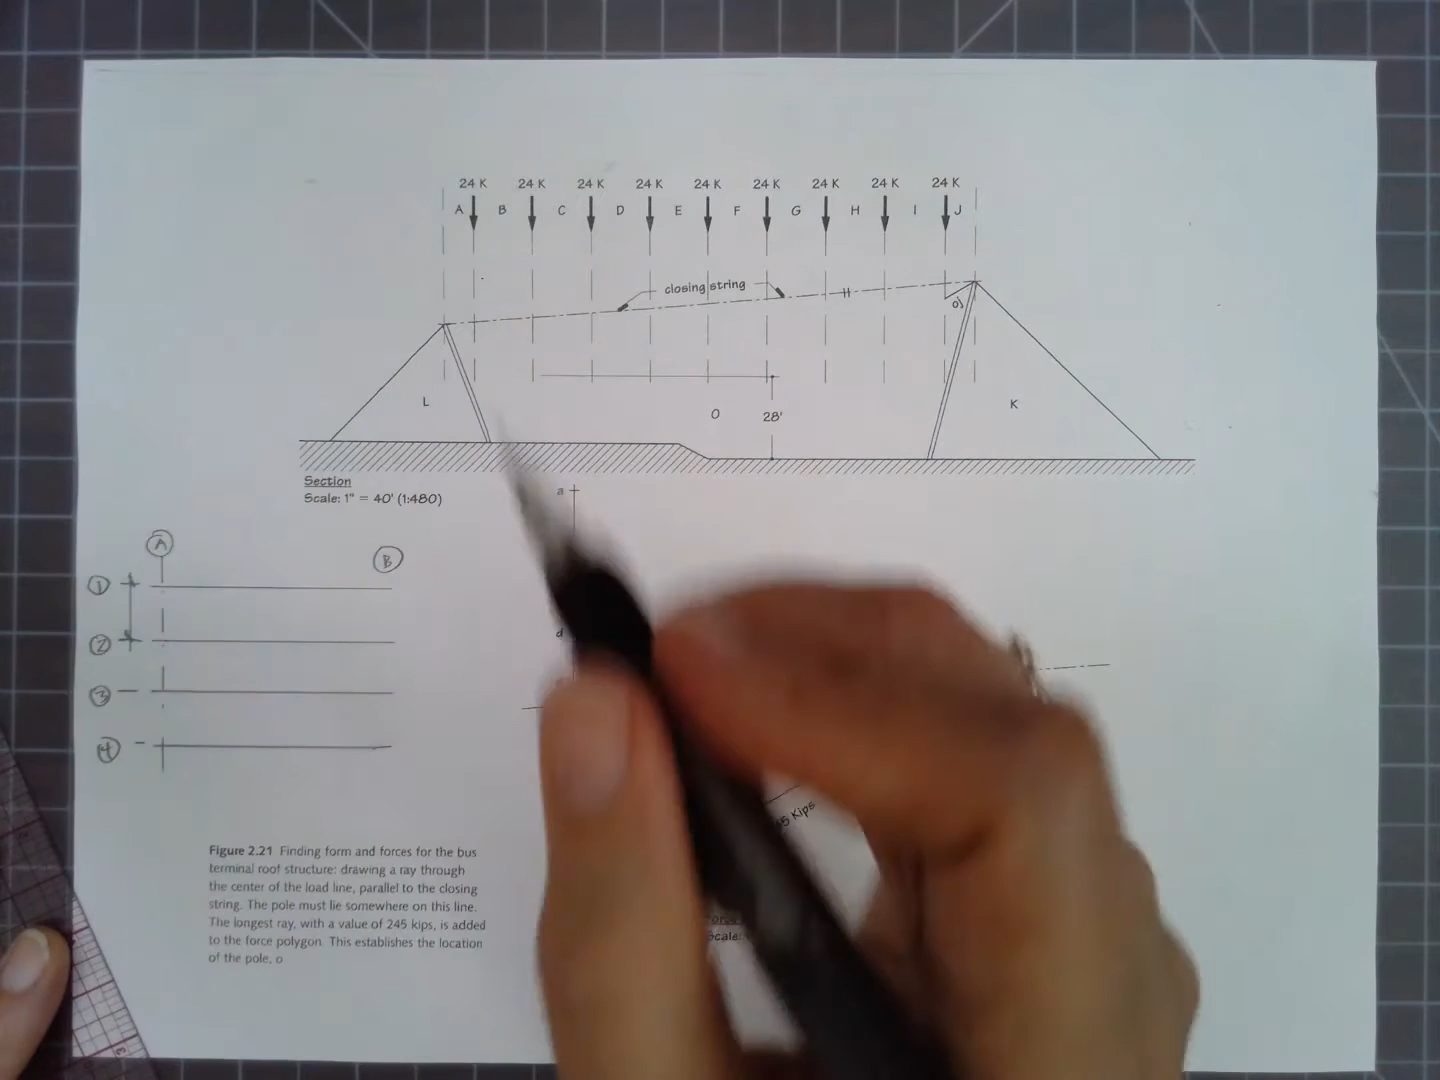 24 K 24 K 24 K 24 K 24 K 24 K 24 K 24 K 24 K
A B C D E F G H I J
closing string
oj
L
O
28'
K
Section
Scale: 1" = 40' (1:480)
a
A
B
1
2
d
3
4
Kips
Figure 2.21 Finding form and forces for the bus
terminal roof structure: drawing a ray through
the center of the load line, parallel to the closing
string. The pole must lie somewhere on this line.
The longest ray, with a value of 245 kips, is added
to the force polygon. This establishes the location
of the pole, o